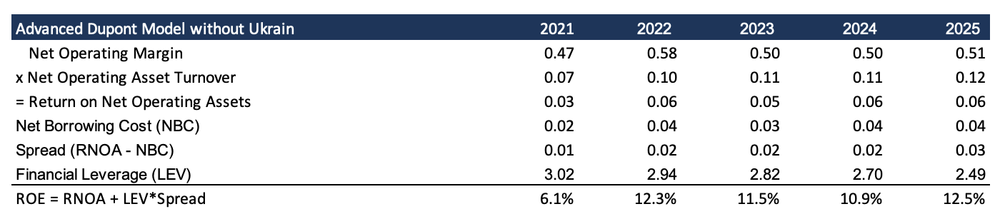 Advanced Dupont Model without Ukrain 2021 2022 2023 2024 2025
Net Operating Margin 0.47 0.58 0.50 0.50 0.51
x Net Operating Asset Turnover 0.07 0.10 0.11 0.11 0.12
= Return on Net Operating Assets 0.03 0.06 0.05 0.06 0.06
Net Borrowing Cost (NBC) 0.02 0.04 0.03 0.04 0.04
Spread (RNOA - NBC) 0.01 0.02 0.02 0.02 0.03
Financial Leverage (LEV) 3.02 2.94 2.82 2.70 2.49
ROE = RNOA + LEV*Spread 6.1% 12.3% 11.5% 10.9% 12.5%